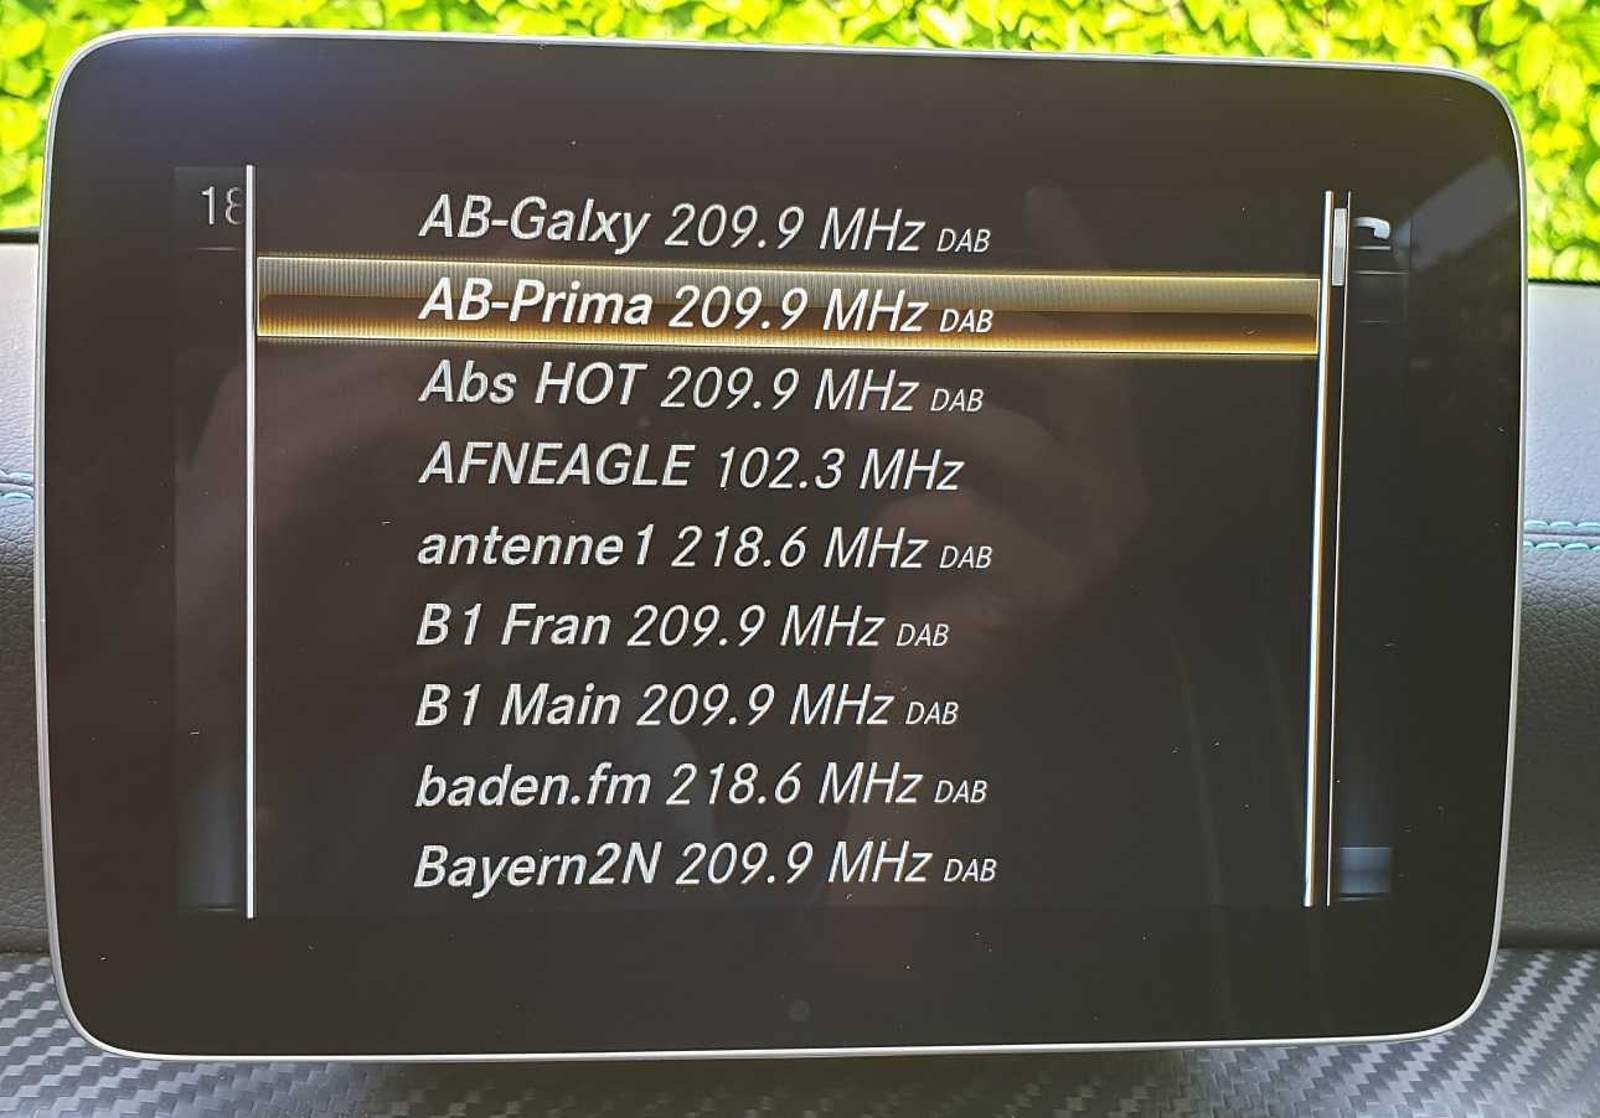 18
AB-Galxy 209.9 MHz DAB
AB-Prima 209.9 MHz DAB
Abs HOT 209.9 MHz DAB
AFNEAGLE 102.3 MHz
antenne1 218.6 MHz DAB
B1 Fran 209.9 MHz DAB
B1 Main 209.9 MHz DAB
baden.fm 218.6 MHz DAB
Bayern2N 209.9 MHz DAB